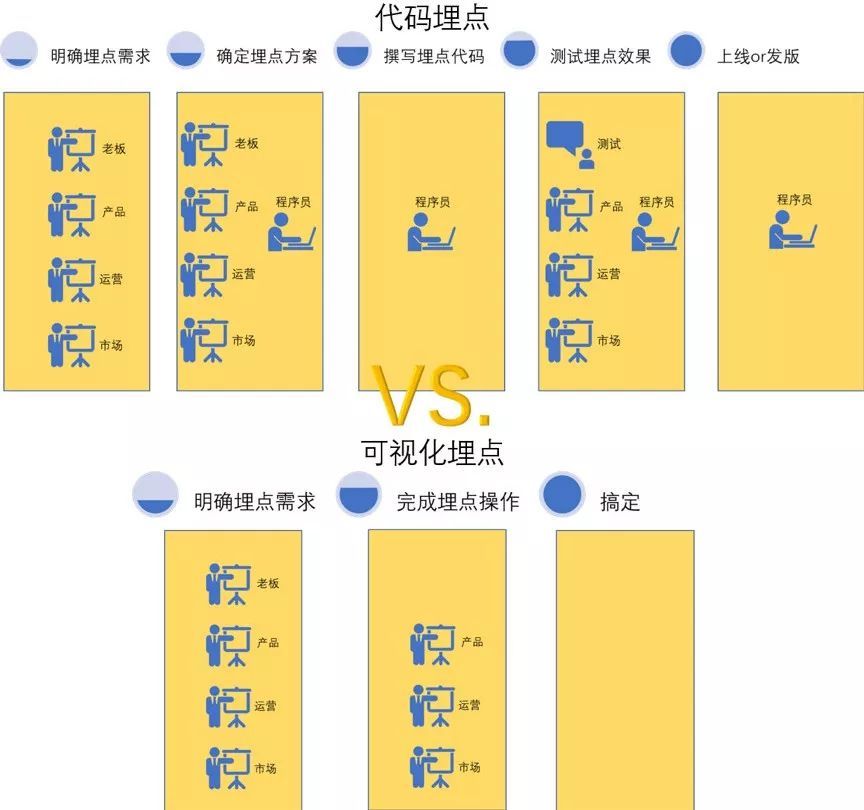 代码埋点
明确埋点需求
确定埋点方案
撰写埋点代码
测试埋点效果
上线or发版
老板
产品
运营
市场
老板
产品
程序员
运营
市场
程序员
测试
产品
程序员
运营
市场
程序员
VS.
可视化埋点
明确埋点需求
完成埋点操作
搞定
老板
产品
运营
市场
产品
运营
市场